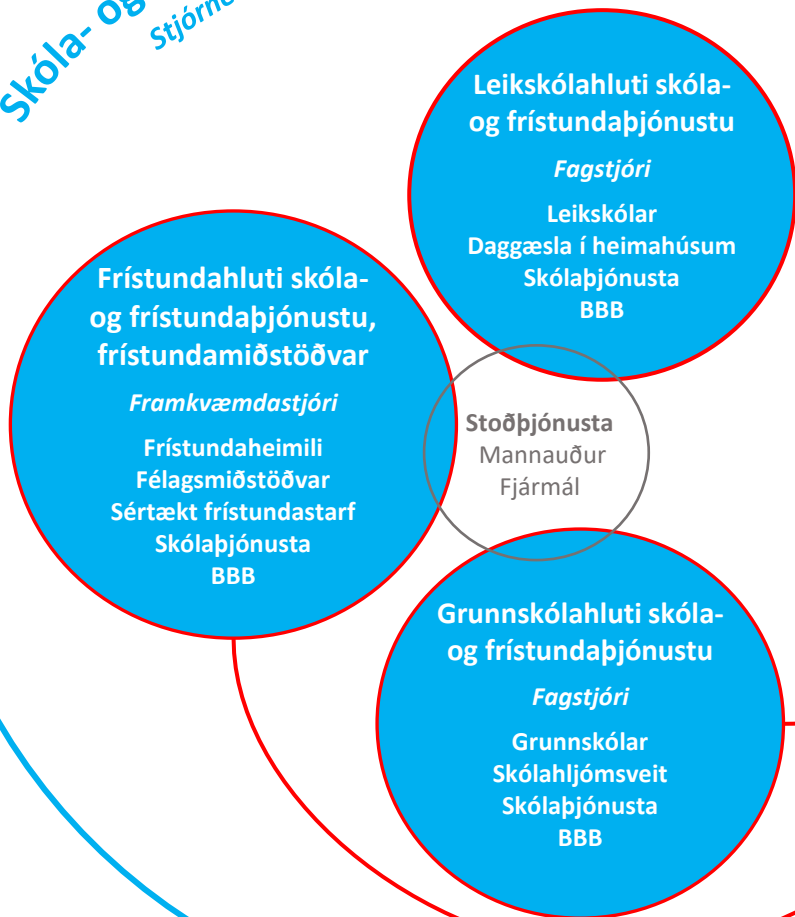 Skóla- og
Leikskólahluti skóla-
og frístundaþjónustu
Fagstjóri
Leikskólar
Daggæsla í heimahúsum
Skólaþjónusta
BBB
Frístundahluti skóla-
og frístundaþjónustu,
frístundamiðstöðvar
Framkvæmdastjóri
Frístundaheimili
Félagsmiðstöðvar
Sértækt frístundastarf
Skólaþjónusta
BBB
Stoðþjónusta
Mannauður
Fjármál
Grunnskólahluti skóla-
og frístundaþjónustu
Fagstjóri
Grunnskólar
Skólahljómsveit
Skólaþjónusta
BBB